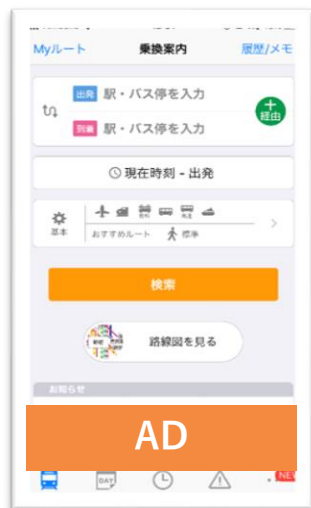 Myルート 乗換案内 履歴/メモ
出発 駅・バス停を入力
到着 駅・バス停を入力
経由
現在時刻 - 出発
基本
おすすめルート 標準
検索
路線図を見る
お知らせ
AD
DAY
NEW